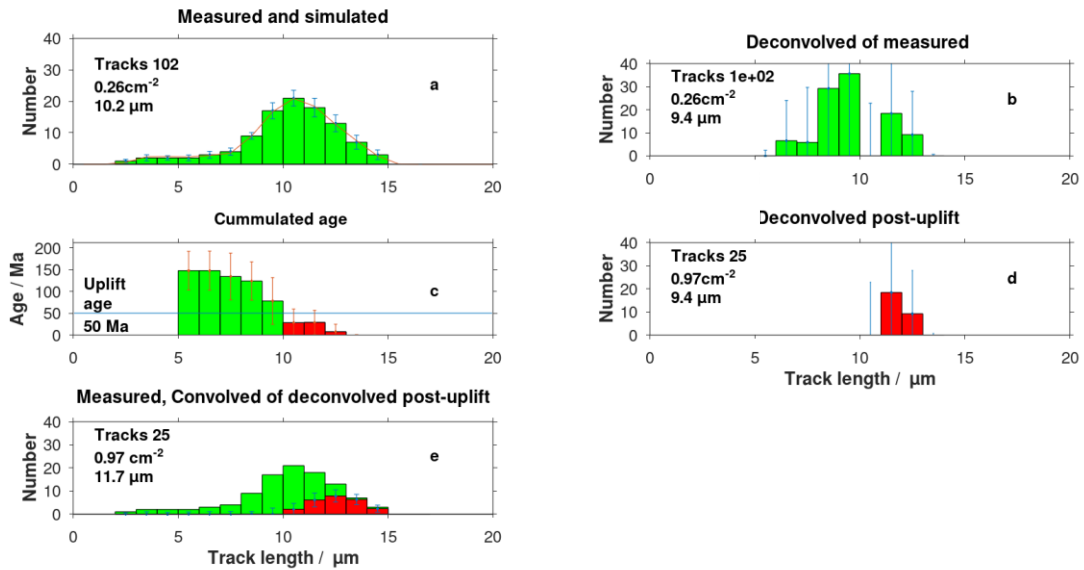 Measured and simulated
40
30
20
10
0
Number
Tracks 102
0.26cm-2
10.2 µm
a
0 5 10 15 20
Deconvolved of measured
40
30
20
10
0
Number
Tracks 1e+02
0.26cm-2
9.4 µm
b
0 5 10 15 20
Cummulated age
200
150
100
50
0
Age / Ma
Uplift
age
50 Ma
c
0 5 10 15 20
Deconvolved post-uplift
40
30
20
10
0
Number
Tracks 25
0.97cm-2
9.4 µm
d
0 5 10 15 20
Track length / µm
Measured, Convolved of deconvolved post-uplift
40
30
20
10
0
Number
Tracks 25
0.97 cm-2
11.7 µm
e
0 5 10 15 20
Track length / µm